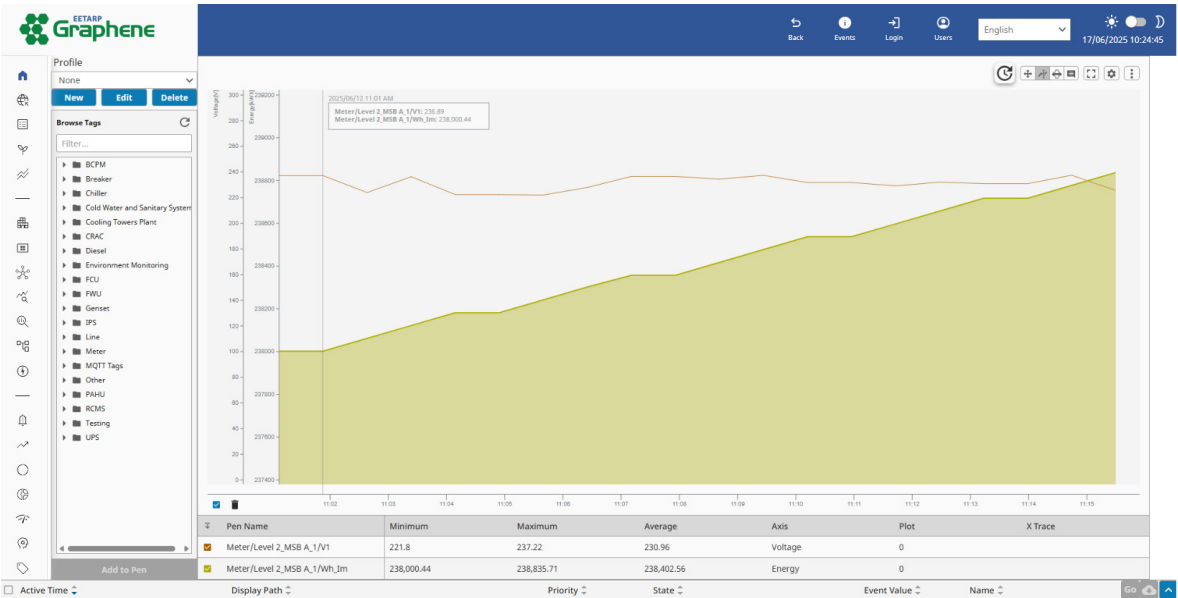 EETARP
Graphene
Back
Events
Login
Users
English
17/06/2025 10:24:45
Profile
None
New
Edit
Delete
Browse Tags
Filter...
BCPM
Breaker
Chiller
Cold Water and Sanitary System
Cooling Towers Plant
CRAC
Diesel
Environment Monitoring
FCU
FWU
Genset
IPS
Line
Meter
MQTT Tags
Other
PAHU
RCMS
Testing
UPS
Add to Pen
Voltage[V]
300
280
260
240
220
200
180
160
140
120
100
80
60
40
20
0
239200
239000
238800
238600
238400
238200
238000
237800
237600
237400
2025/06/12 11:01 AM
Meter/Level 2_MSB A_1/V1: 236.89
Meter/Level 2_MSB A_1/Wh_Im: 238,000.44
11:02 11:03 11:04 11:05 11:06 11:07 11:08 11:09 11:10 11:11 11:12 11:13 11:14 11:15
Pen Name Minimum Maximum Average Axis Plot X Trace
Meter/Level 2_MSB A_1/V1 221.8 237.22 230.96 Voltage 0
Meter/Level 2_MSB A_1/Wh_Im 238,000.44 238,835.71 238,402.56 Energy 0
Active Time Display Path Priority State Event Value Name Go